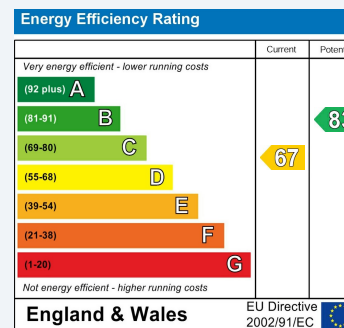 Energy Efficiency Rating
Current
Very energy efficient - lower running costs
(92 plus) A
(81-91) B
(69-80) C
(55-68) D
(39-54) E
(21-38) F
(1-20) G
67
Not energy efficient - higher running costs
England & Wales
EU Directive
2002/91/EC